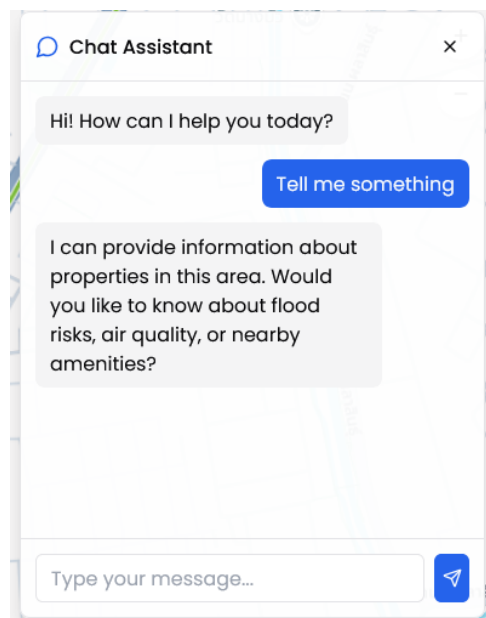 Chat Assistant
Hi! How can I help you today?
Tell me something
I can provide information about
properties in this area. Would
you like to know about flood
risks, air quality, or nearby
amenities?
Type your message...